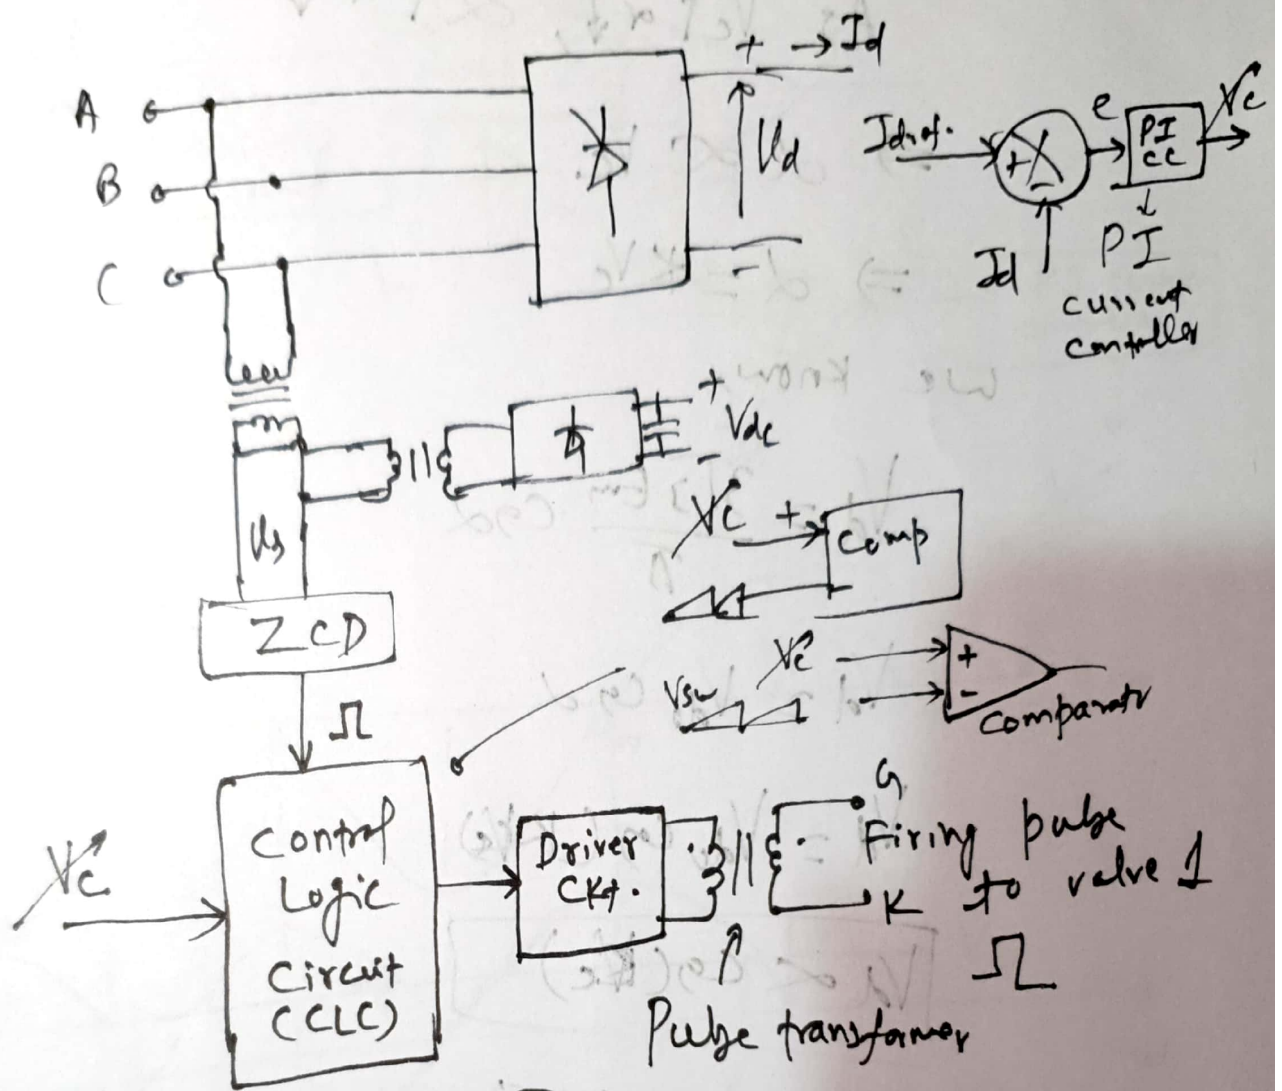 A
B
C
+ → Id
Vd
-
Idref.
+
-
e
PI
CC
Vc
Id
PI
current
controller
+
Vdc
-
Vs
ZCD
Vc +
Comp
-
Vc
Vsw
+
-
Comparator
Vc
Control
Logic
Circuit
(CLC)
Driver
Ckt.
G
Firing pulse
K to valve 1
Pulse transformer